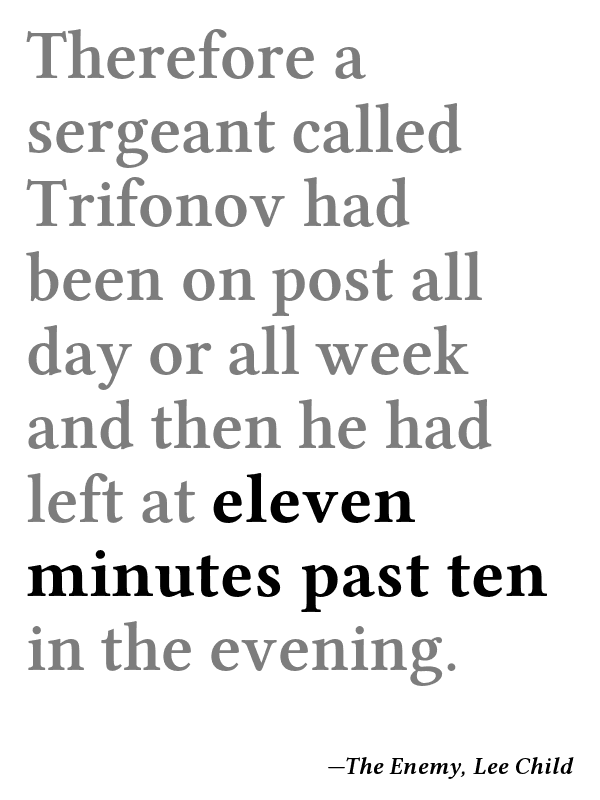 Therefore a
sergeant called
Trifonov had
been on post all
day or all week
and then he had
left at eleven
minutes past ten
in the evening.
—The Enemy, Lee Child